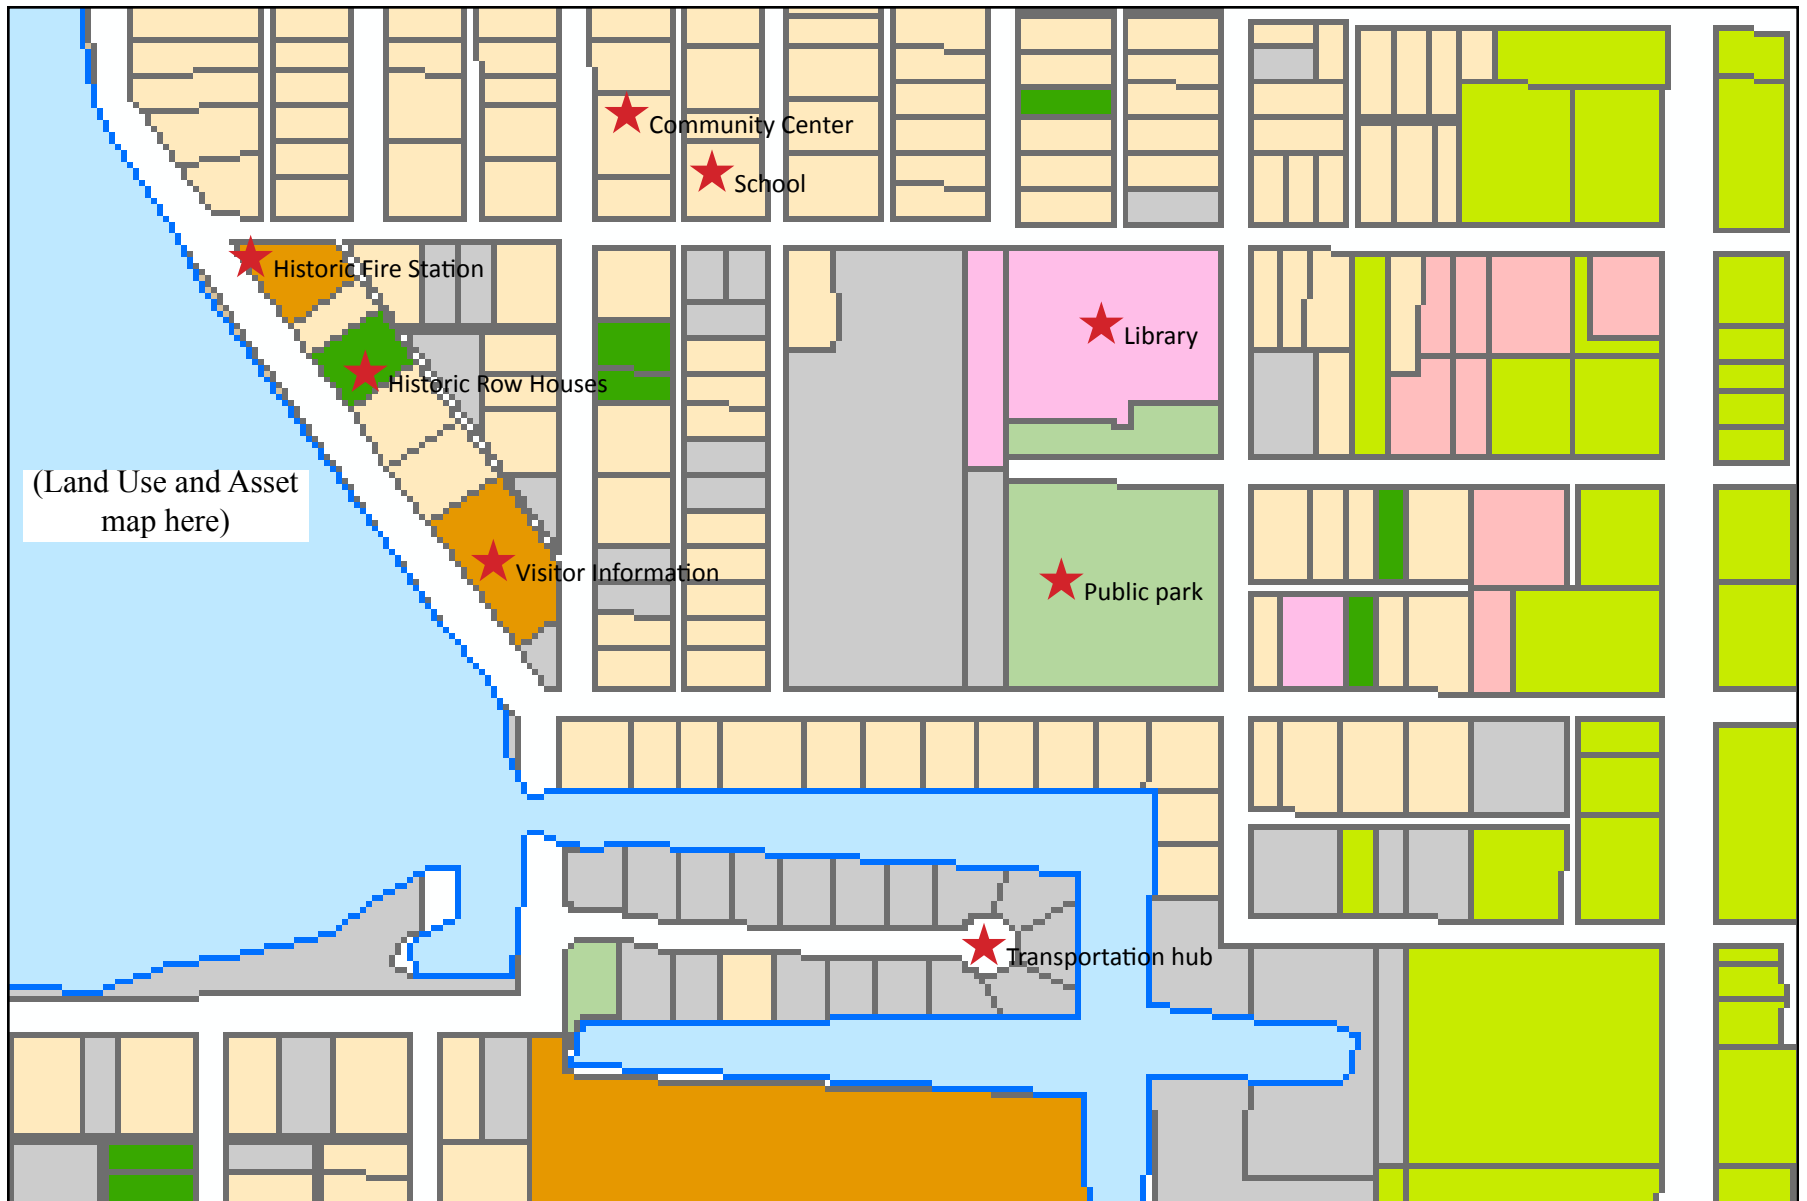 Community Center
School
Historic Fire Station
Library
Historic Row Houses
(Land Use and Asset
map here)
Visitor Information
Public park
Transportation hub